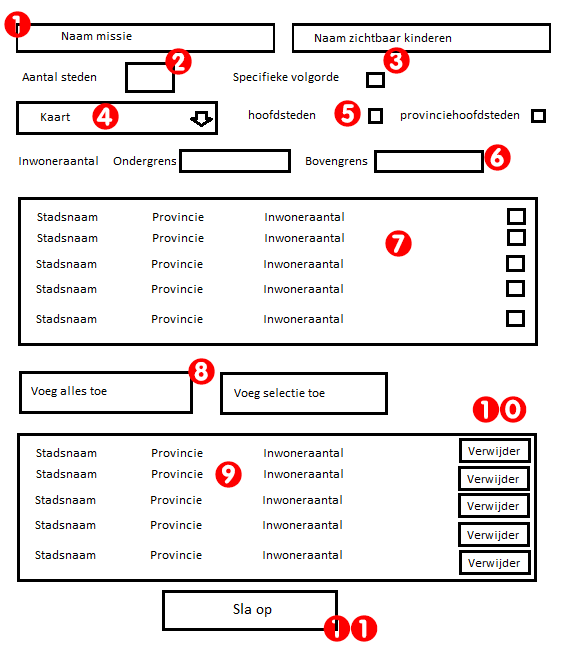 1 Naam missie Naam zichtbaar kinderen
Aantal steden 2 Specifieke volgorde 3
Kaart 4 hoofdsteden 5 provinciehoofdsteden
Inwoneraantal Ondergrens Bovengrens 6
Stadsnaam Provincie Inwoneraantal
Stadsnaam Provincie Inwoneraantal 7
Stadsnaam Provincie Inwoneraantal
Stadsnaam Provincie Inwoneraantal
Stadsnaam Provincie Inwoneraantal
Voeg alles toe 8 Voeg selectie toe
10
Stadsnaam Provincie Inwoneraantal Verwijder
Stadsnaam Provincie 9 Inwoneraantal Verwijder
Stadsnaam Provincie Inwoneraantal Verwijder
Stadsnaam Provincie Inwoneraantal Verwijder
Stadsnaam Provincie Inwoneraantal Verwijder
Sla op 11